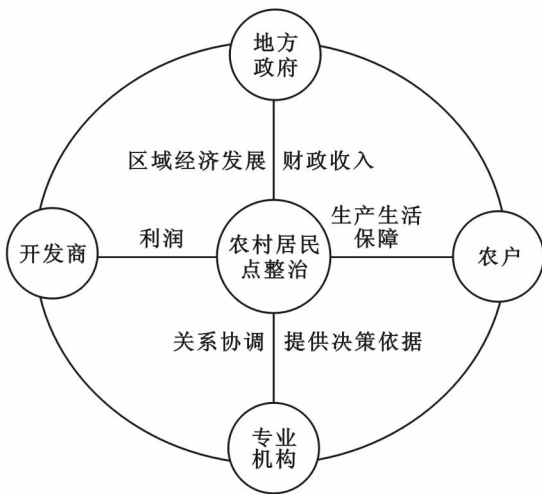 地方
政府
区域经济发展 财政收入
生产生活
保障
开发商
利润
农村居民
点整治
农户
关系协调 提供决策依据
专业
机构